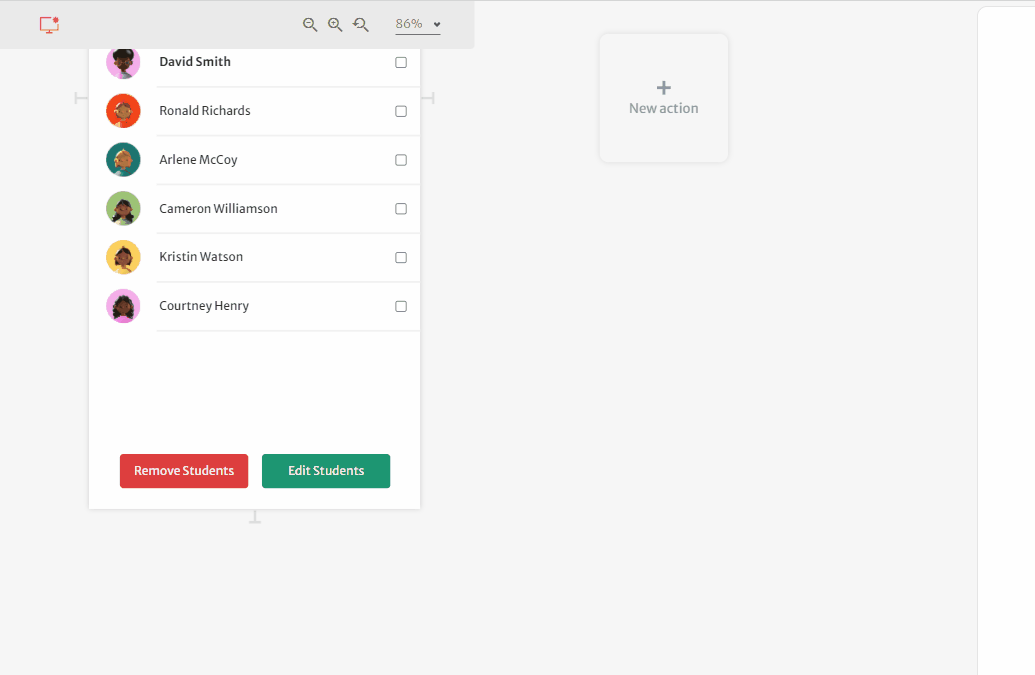 86%
David Smith
Ronald Richards
Arlene McCoy
Cameron Williamson
Kristin Watson
Courtney Henry
Remove Students
Edit Students
New action